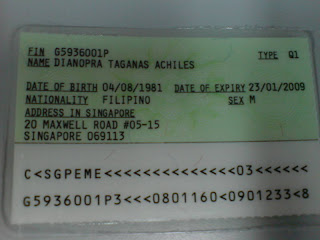 FIN G5936001P TYPE Q1
NAME DIANOPRA TAGANAS ACHILES
DATE OF BIRTH 04/08/1981 DATE OF EXPIRY 23/01/2009
NATIONALITY FILIPINO SEX M
ADDRESS IN SINGAPORE
20 MAXWELL ROAD #05-15
SINGAPORE 069113
C<SGPEME<<<<<<<<<<<<<<<03<<<<<<
G5936001P3<<<0801160<0901233<8